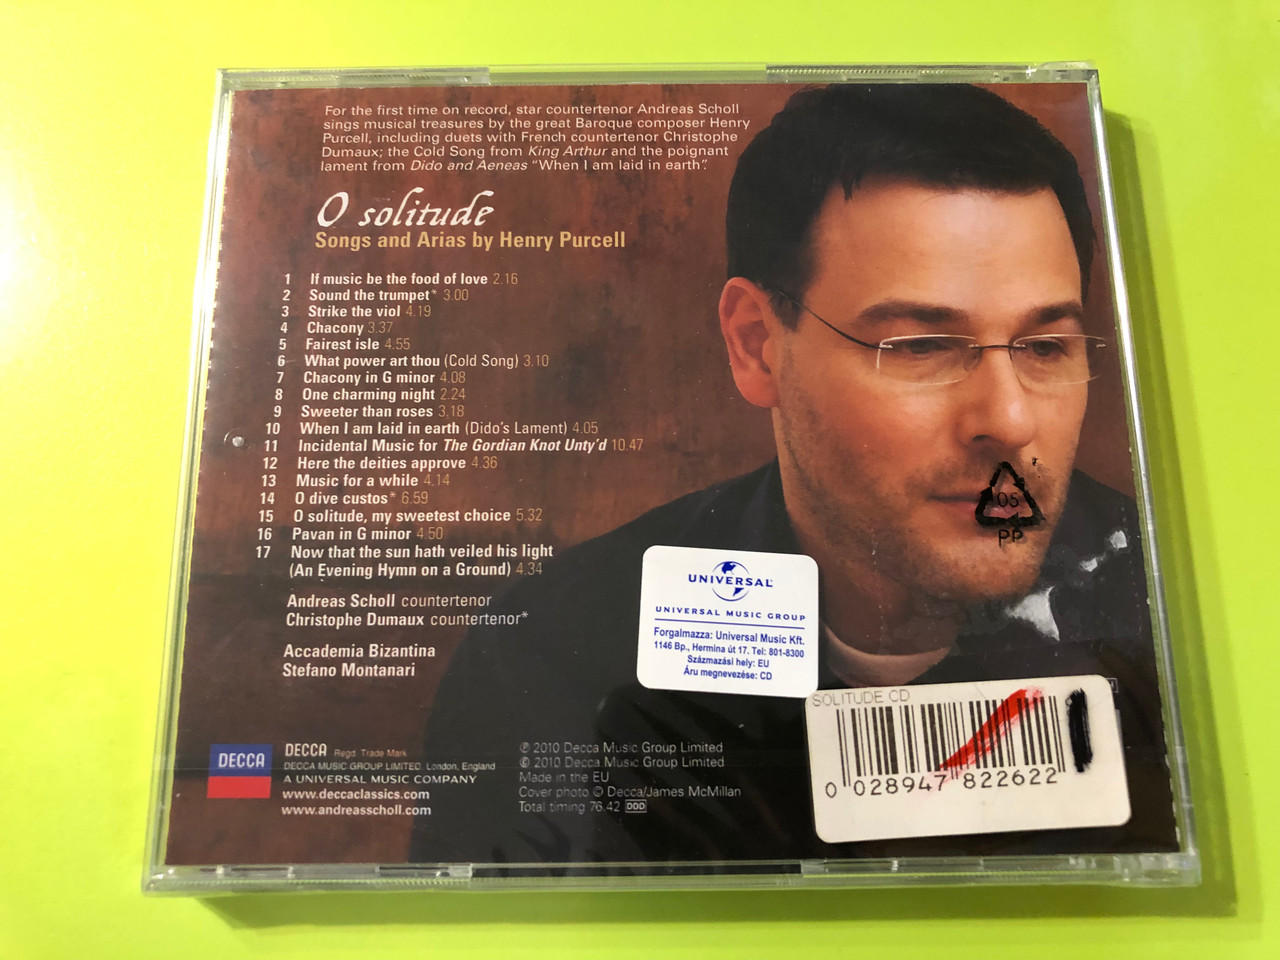 For the first time on record, star countertenor Andreas Scholl
sings musical treasures by the great Baroque composer Henry
Purcell, including duets with French countertenor Christophe
Dumaux; the Cold Song from King Arthur and the poignant
lament from Dido and Aeneas "When I am laid in earth".
O solitude
Songs and Arias by Henry Purcell
1 If music be the food of love 2.16
2 Sound the trumpet* 3.00
3 Strike the viol 4.19
4 Chacony 3.37
5 Fairest isle 4.55
6 What power art thou (Cold Song) 3.10
7 Chacony in G minor 4.08
8 One charming night 2.24
9 Sweeter than roses 3.18
10 When I am laid in earth (Dido's Lament) 4.05
11 Incidental Music for The Gordian Knot Unty'd 10.47
12 Here the deities approve 4.36
13 Music for a while 4.14
14 O dive custos* 6.59
15 O solitude, my sweetest choice 5.32
16 Pavan in G minor 4.50
17 Now that the sun hath veiled his light
(An Evening Hymn on a Ground) 4.34
Andreas Scholl countertenor
Christophe Dumaux countertenor*
Accademia Bizantina
Stefano Montanari
05
PP
UNIVERSAL
UNIVERSAL MUSIC GROUP
Forgalmazza: Universal Music Kft.
1146 Bp., Hermina út 17. Tel: 801-8300
Származási hely: EU
Áru megnevezése: CD
SOLITUDE CD
0 028947 822622
DECCA
DECCA Regd. Trade Mark
DECCA MUSIC GROUP LIMITED, London, England
A UNIVERSAL MUSIC COMPANY
www.deccaclassics.com
www.andreasscholl.com
℗ 2010 Decca Music Group Limited
© 2010 Decca Music Group Limited
Made in the EU
Cover photo © Decca/James McMillan
Total timing 76.42 DDD